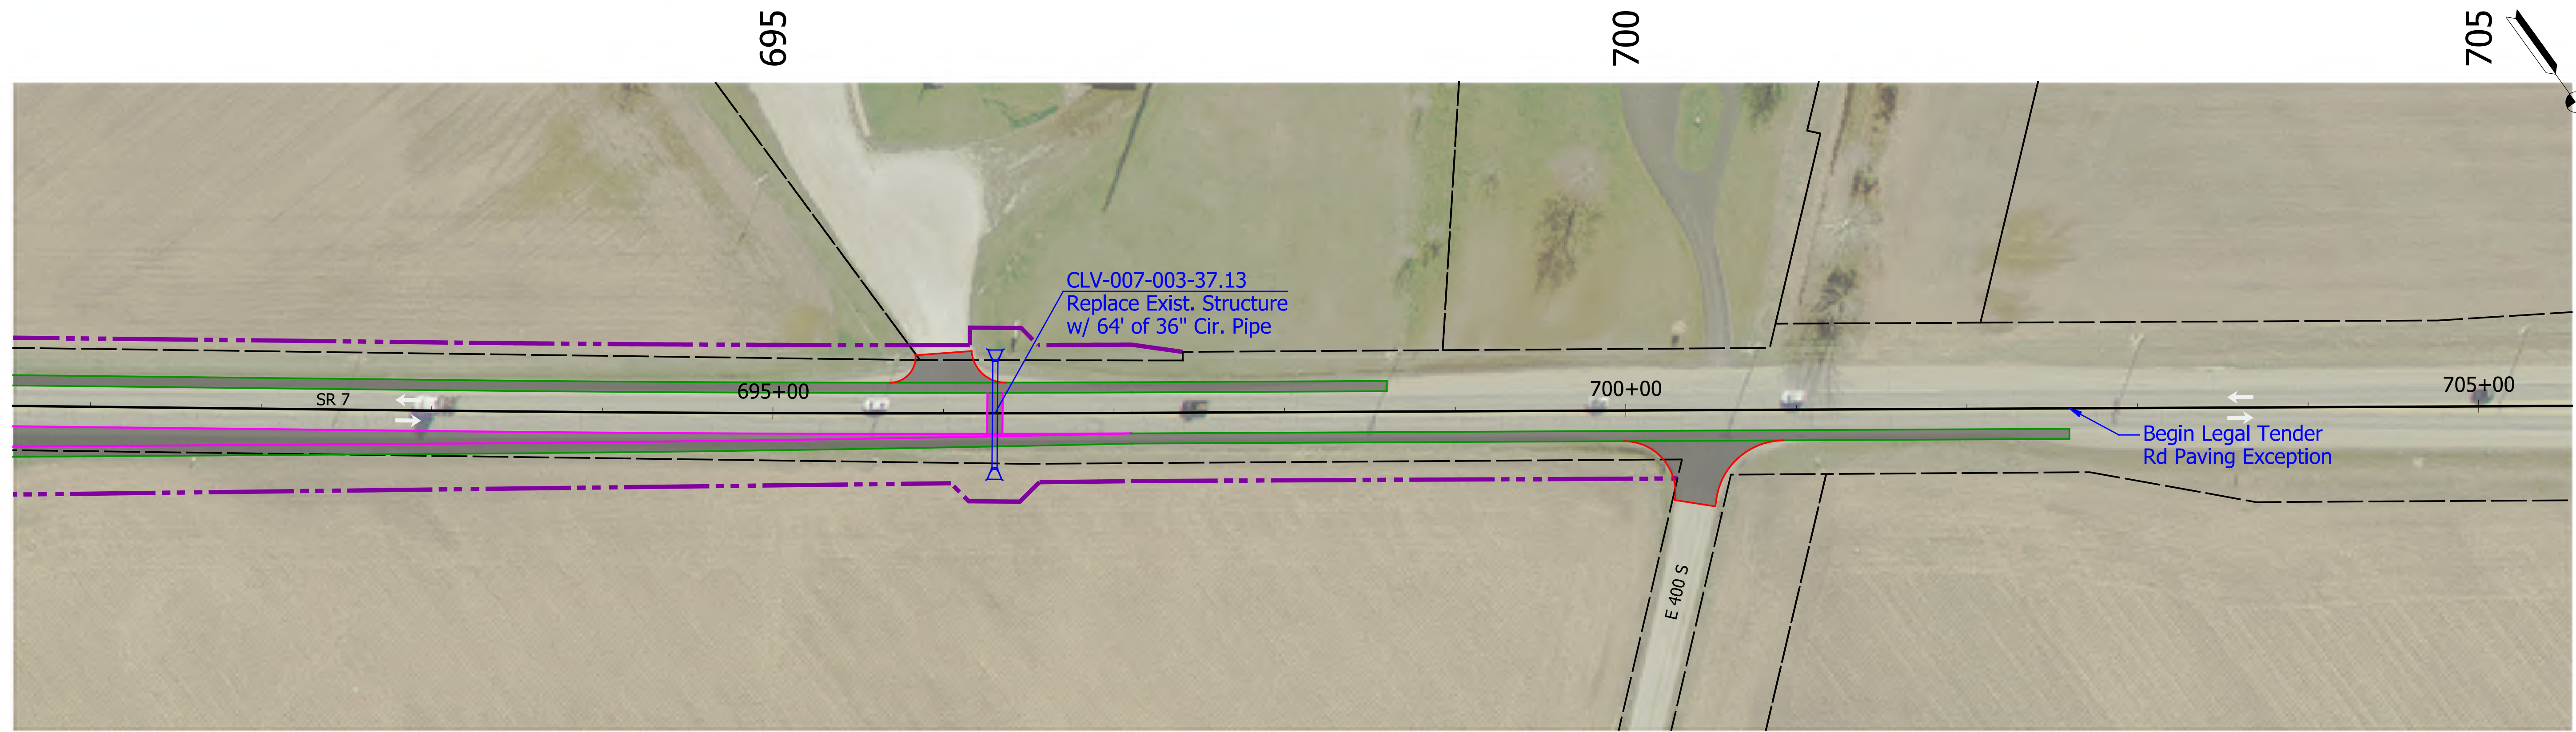 695
700
705
CLV-007-003-37.13
Replace Exist. Structure
w/ 64' of 36" Cir. Pipe
695+00
700+00
705+00
SR 7
Begin Legal Tender
Rd Paving Exception
E 400 S